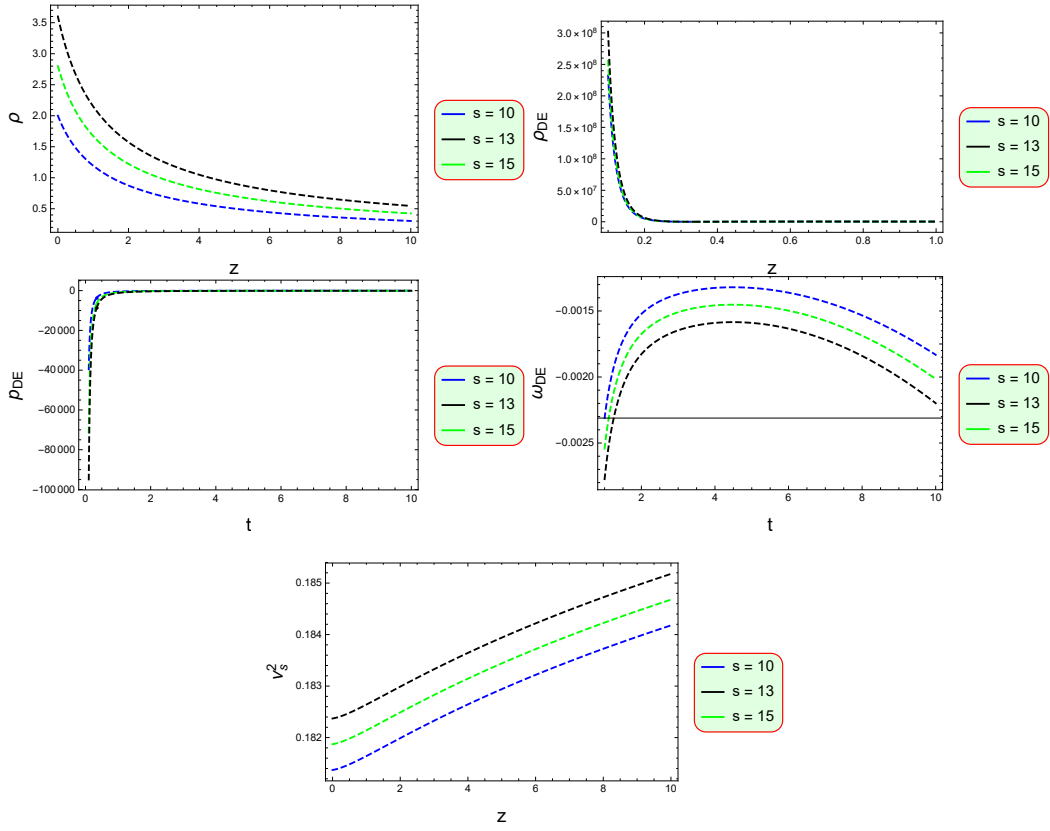 3.5
3.0
2.5
2.0
1.5
1.0
0.5
ρ
0 2 4 6 8 10
z
s = 10
s = 13
s = 15
3.0×10⁸
2.5×10⁸
2.0×10⁸
1.5×10⁸
1.0×10⁸
5.0×10⁷
0
ρDE
0.2 0.4 0.6 0.8 1.0
z
s = 10
s = 13
s = 15
0
-20000
-40000
-60000
-80000
-100000
pDE
0 2 4 6 8 10
t
s = 10
s = 13
s = 15
-0.0015
-0.0020
-0.0025
ωDE
2 4 6 8 10
t
s = 10
s = 13
s = 15
0.185
0.184
0.183
0.182
vₛ²
0 2 4 6 8 10
z
s = 10
s = 13
s = 15